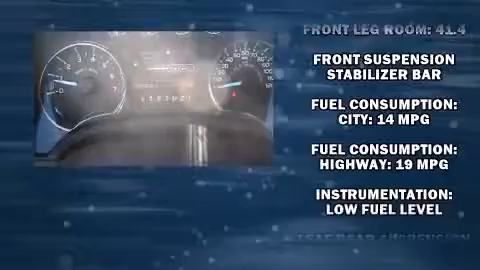 FRONT LEG ROOM: 41.4
FRONT SUSPENSION
STABILIZER BAR
FUEL CONSUMPTION:
CITY: 14 MPG
FUEL CONSUMPTION:
HIGHWAY: 19 MPG
INSTRUMENTATION:
LOW FUEL LEVEL